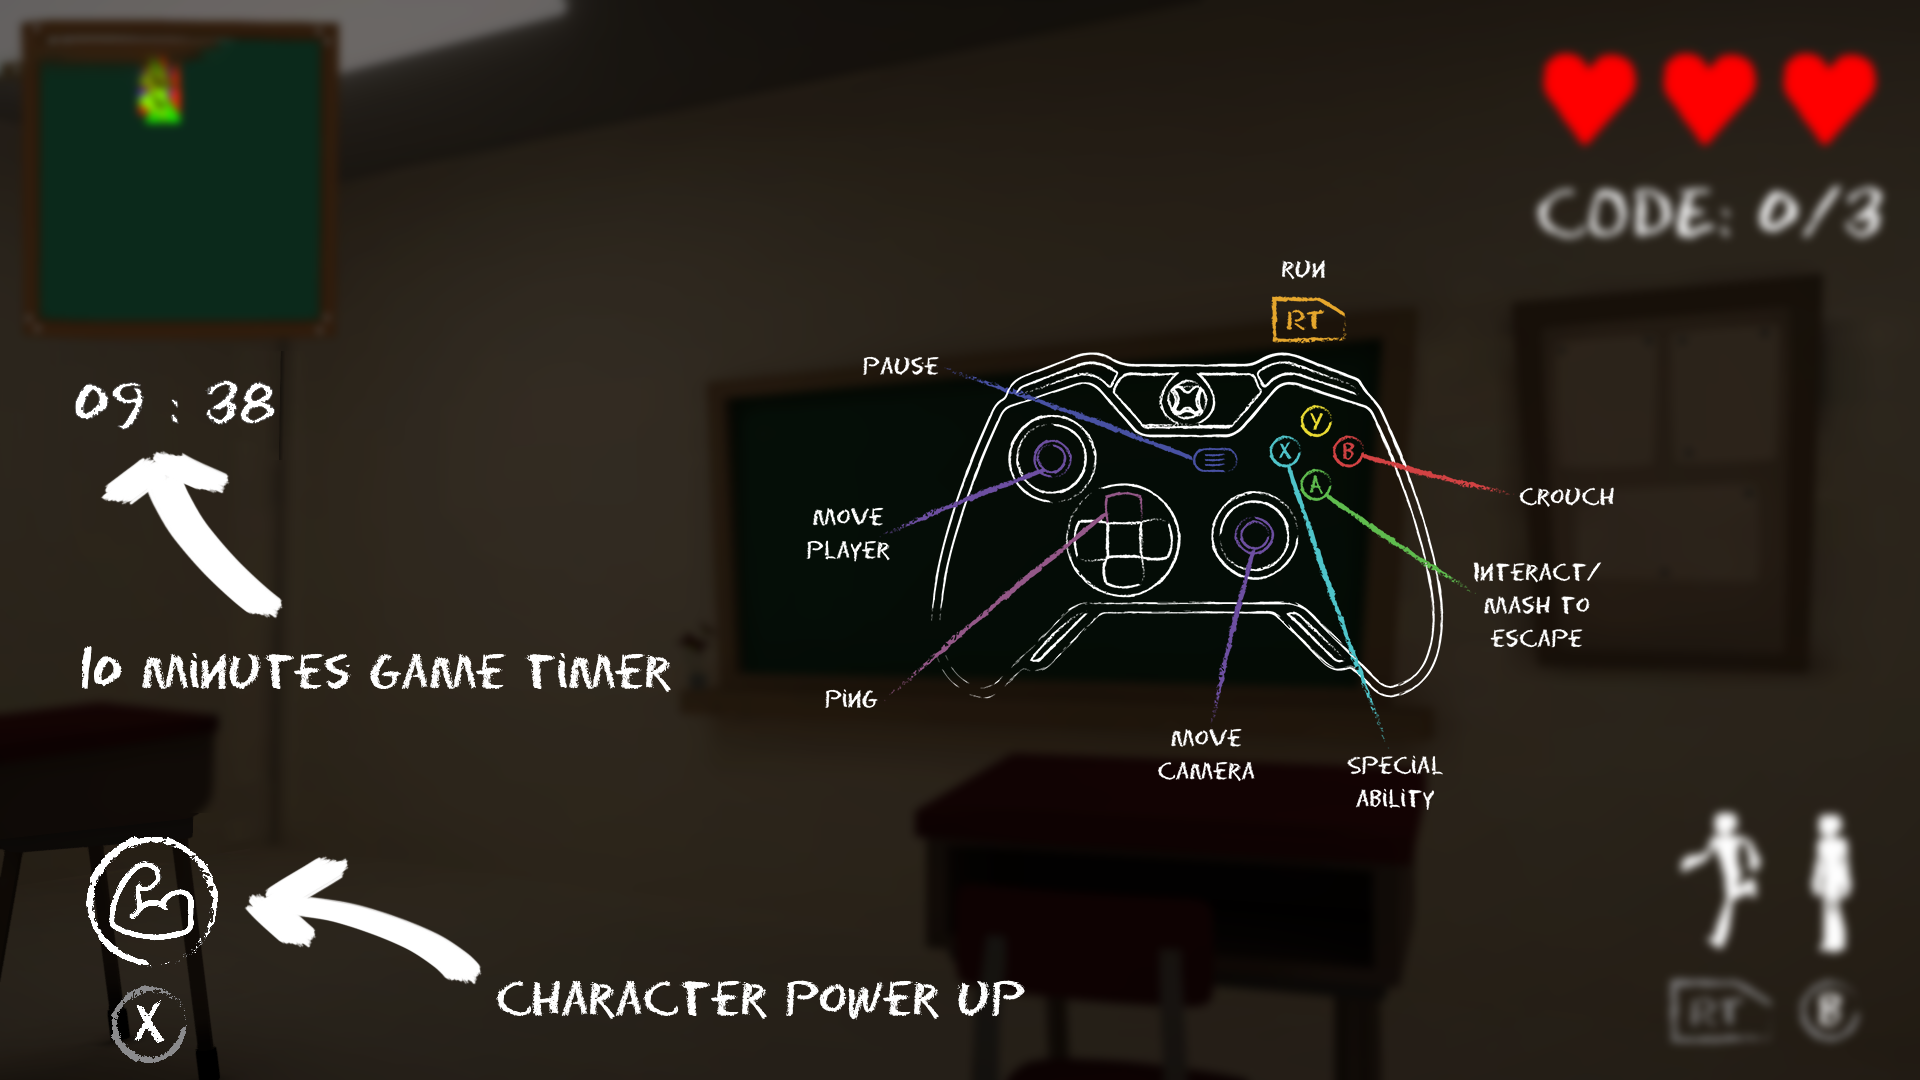 CODE: 0/3
RUN
RT
PAUSE
09 : 38
Y
X
B
A
CROUCH
MOVE
PLAYER
INTERACT/
MASH TO
ESCAPE
10 MINUTES GAME TIMER
PING
MOVE
CAMERA
SPECIAL
ABILITY
CHARACTER POWER UP
X
RT
B